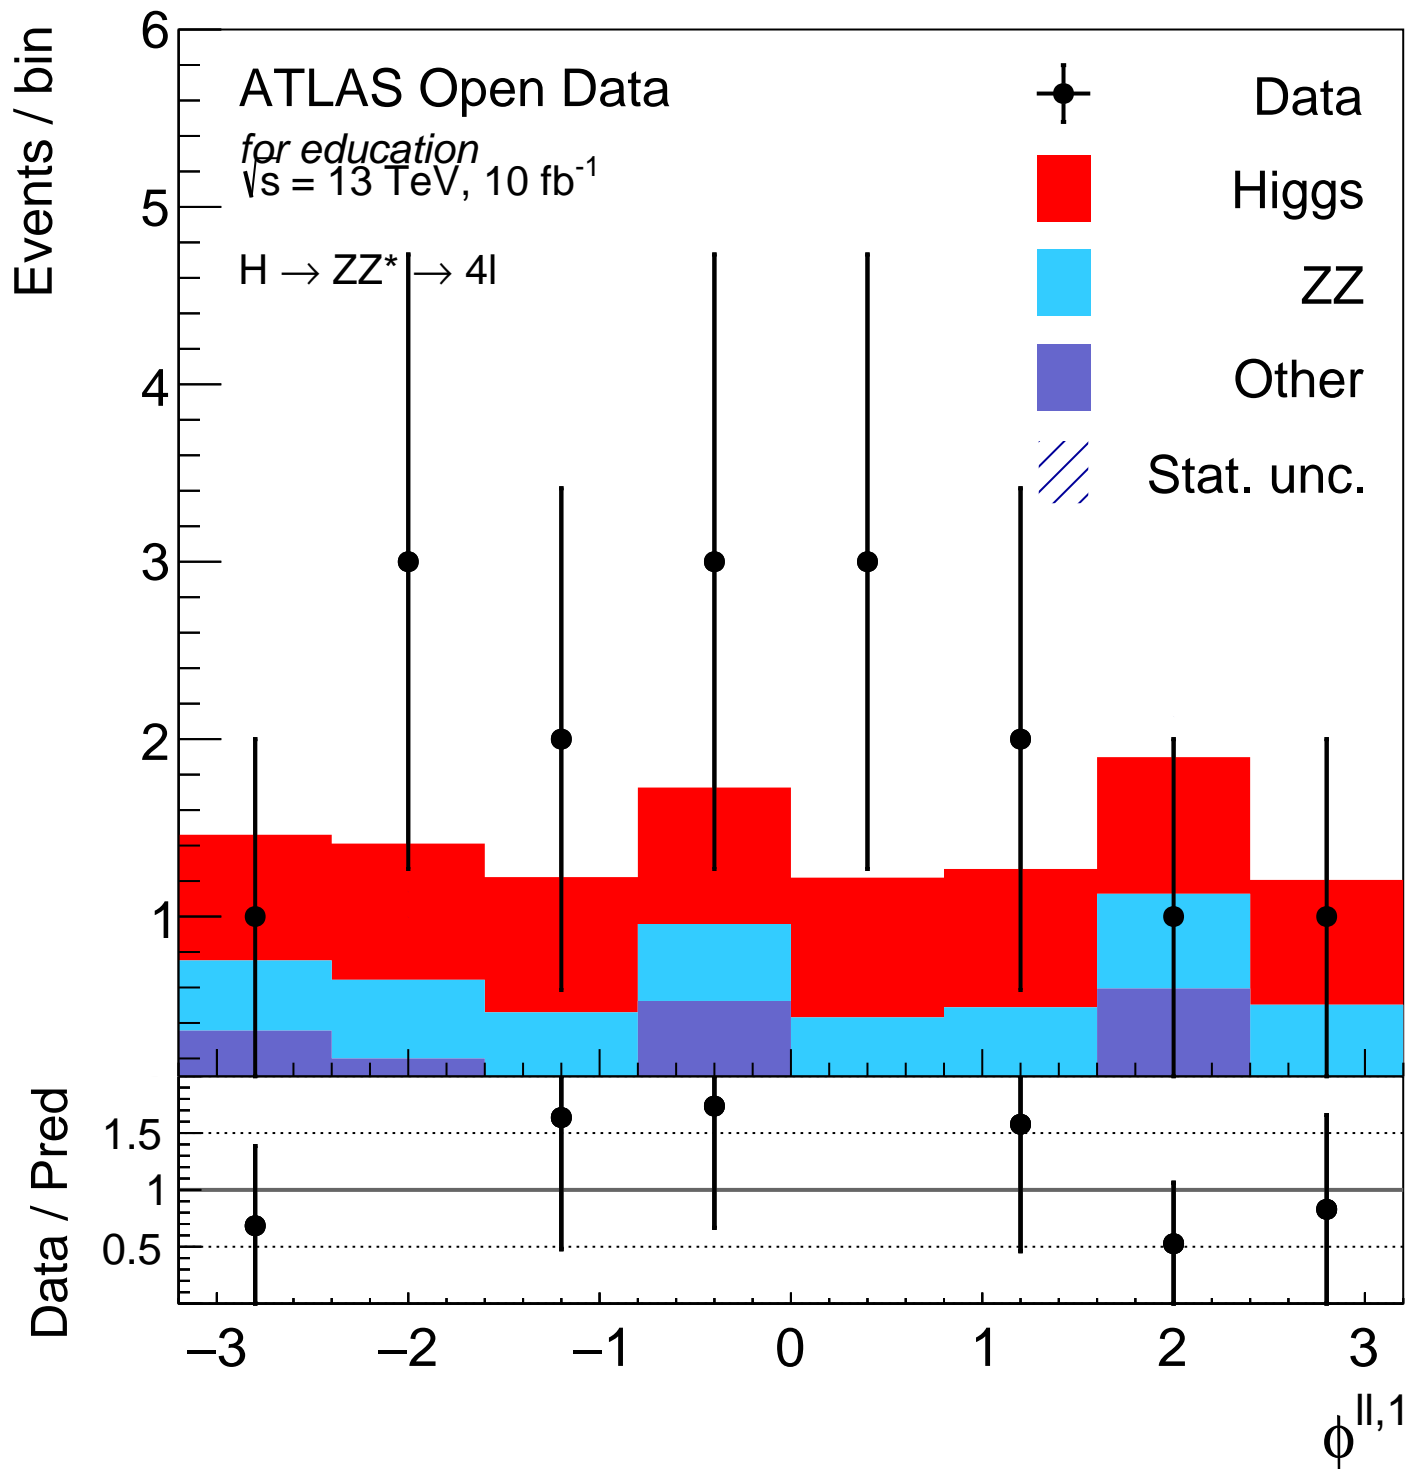 Events / bin
6
5
4
3
2
1
ATLAS Open Data
for education
√s = 13 TeV, 10 fb-1
H → ZZ* → 4l
Data
Higgs
ZZ
Other
Stat. unc.
Data / Pred
1.5
1
0.5
−3 −2 −1 0 1 2 3
ϕll,1